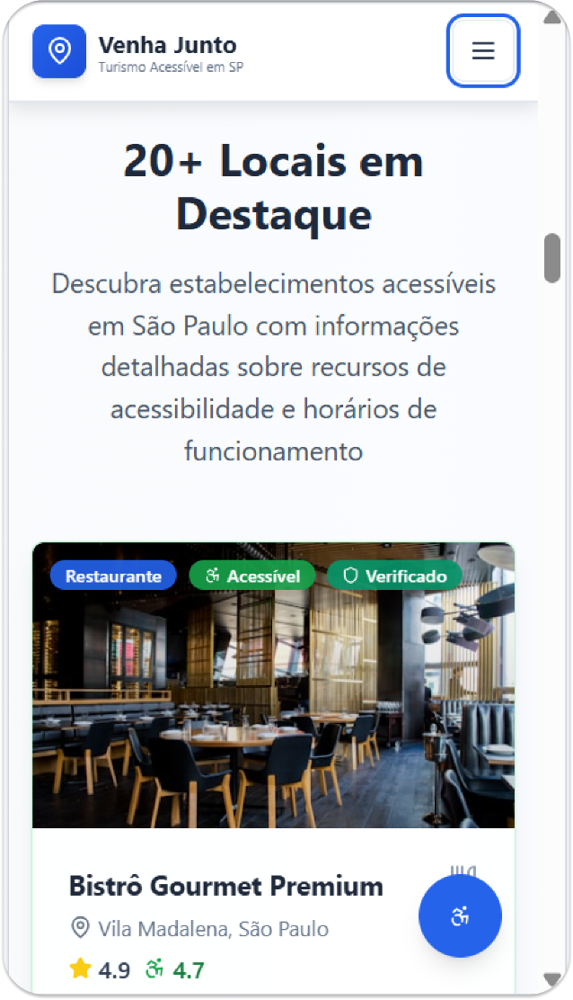 Venha Junto
Turismo Acessível em SP
20+ Locais em
Destaque
Descubra estabelecimentos acessíveis
em São Paulo com informações
detalhadas sobre recursos de
acessibilidade e horários de
funcionamento
Restaurante Acessível Verificado
Bistrô Gourmet Premium
Vila Madalena, São Paulo
4.9 4.7